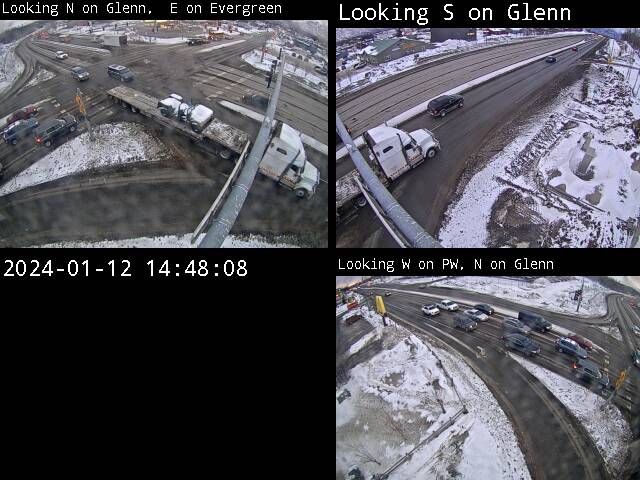 Looking N on Glenn,  E on Evergreen
Looking S on Glenn
2024-01-12 14:48:08
Looking W on PW, N on Glenn